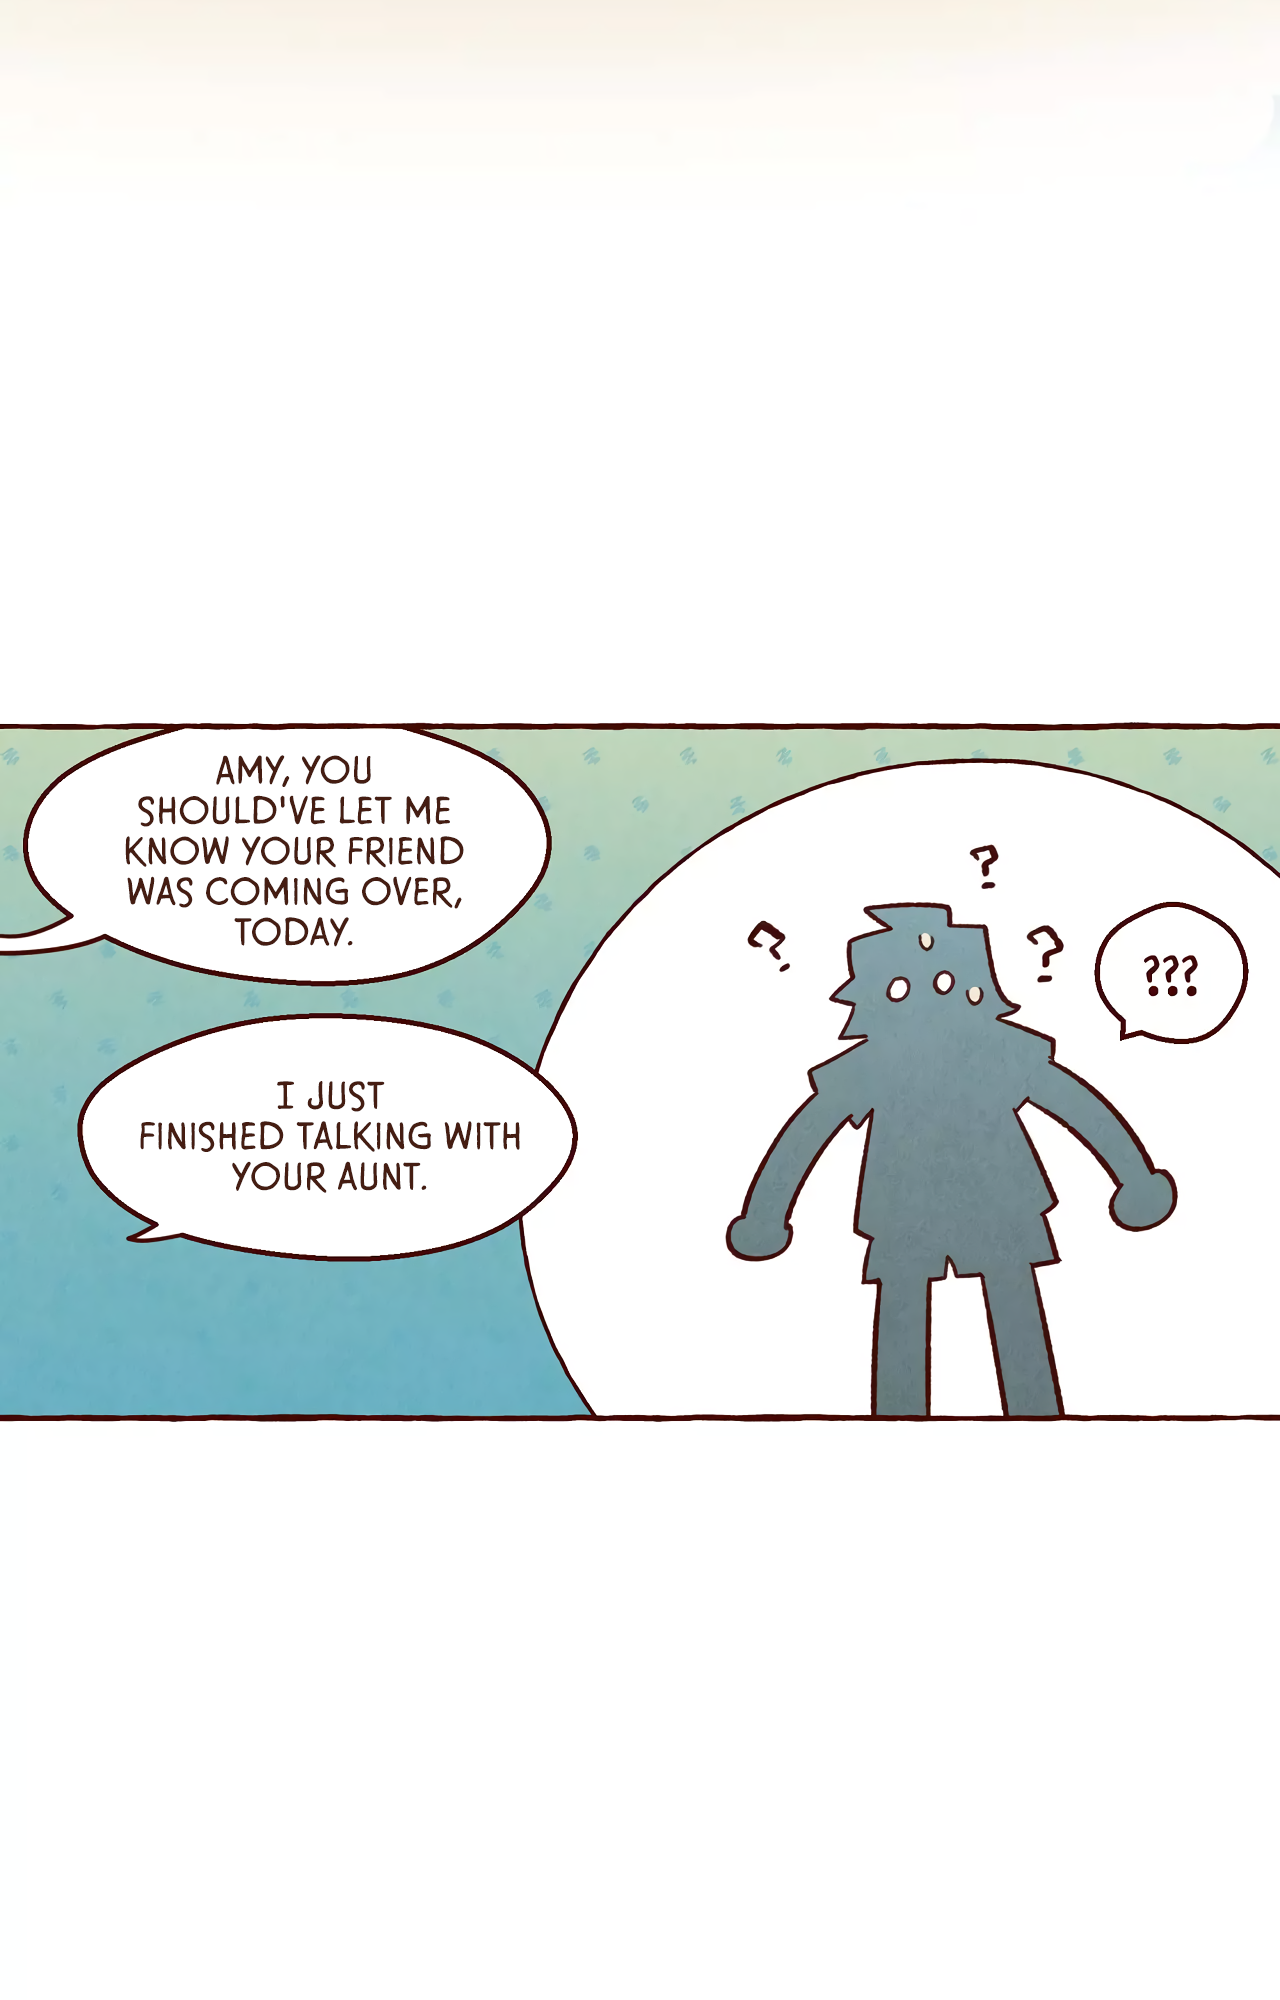 AMY, YOU
SHOULD'VE LET ME
KNOW YOUR FRIEND
WAS COMING OVER,
TODAY.
I JUST
FINISHED TALKING WITH
YOUR AUNT.
?
?
?
???